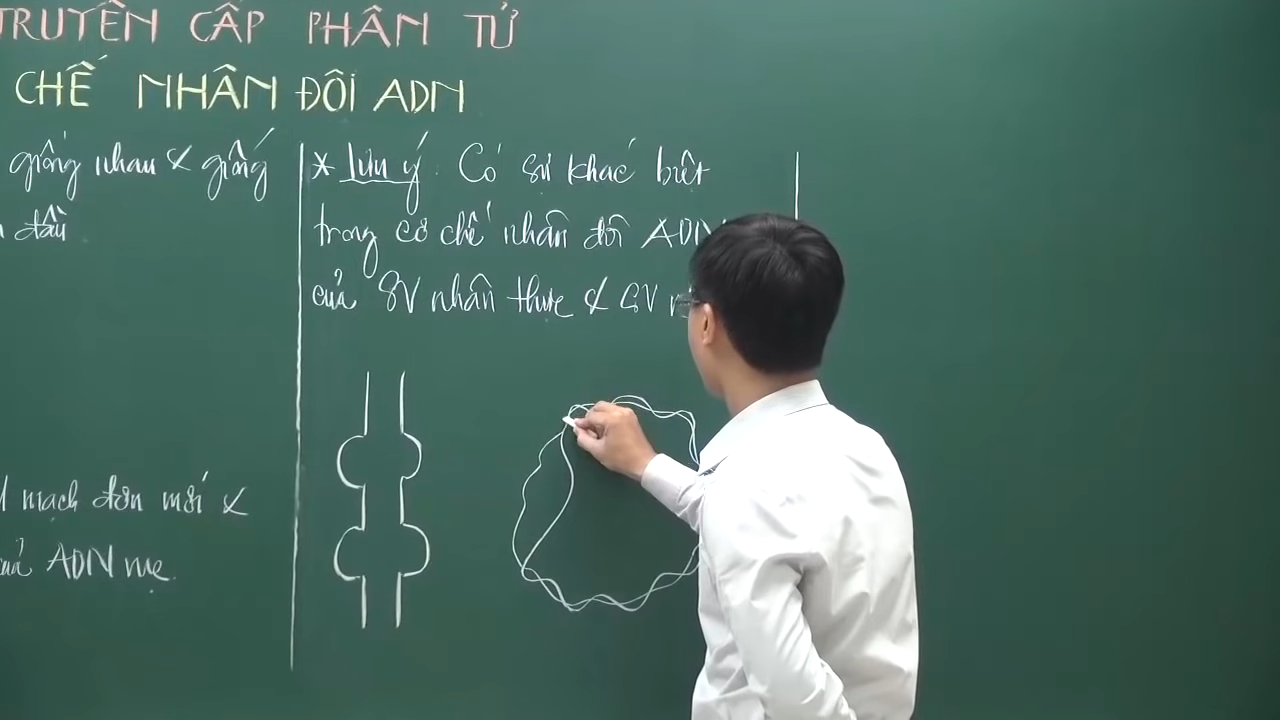 TRUYỀN CẤP PHÂN TỬ
CHẾ NHÂN ĐÔI ADN
giống nhau & giống
đầu
mạch đơn mới &
của ADN mẹ.
* Lưu ý: Có sự khác biệt
trong cơ chế nhân đôi ADN
của SV nhân thực & SV